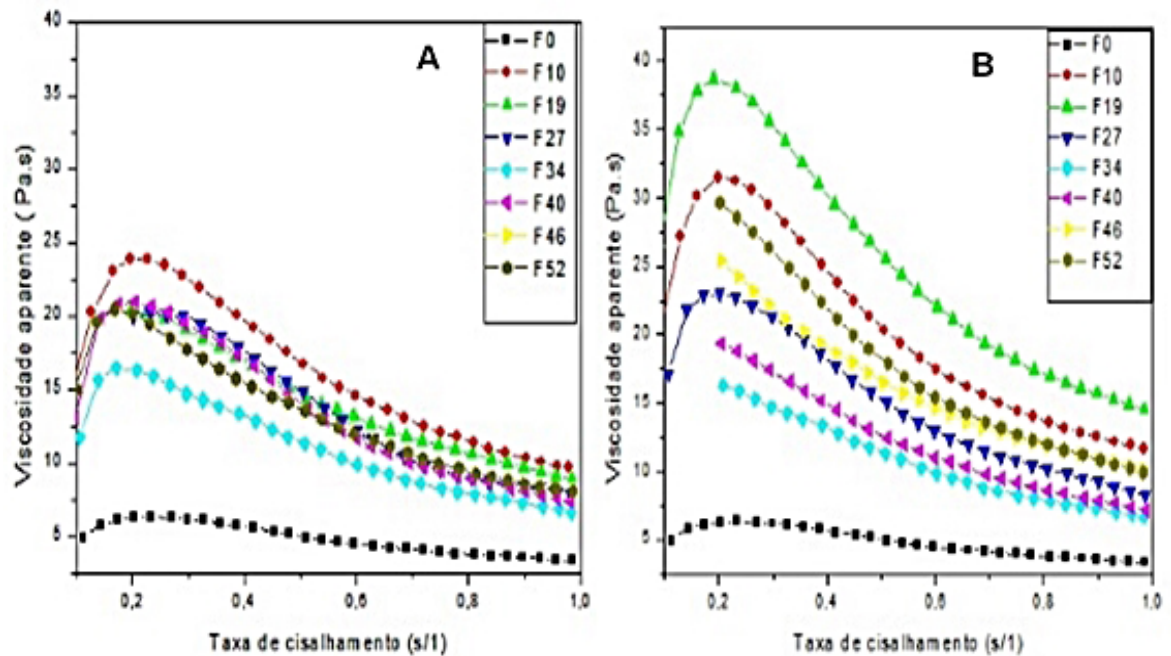 A
F0
F10
F19
F27
F34
F40
F46
F52
Viscosidade aparente ( Pa.s)
40
35
30
25
20
15
10
5
0,2
0,4
0,6
0,8
1,0
Taxa de cisalhamento (s/1)
B
F0
F10
F19
F27
F34
F40
F46
F52
Viscosidade aparente (Pa.s)
40
35
30
25
20
15
10
5
0.2
0.4
0.6
0.8
1.0
Taxa de cisalhamento (s/1)